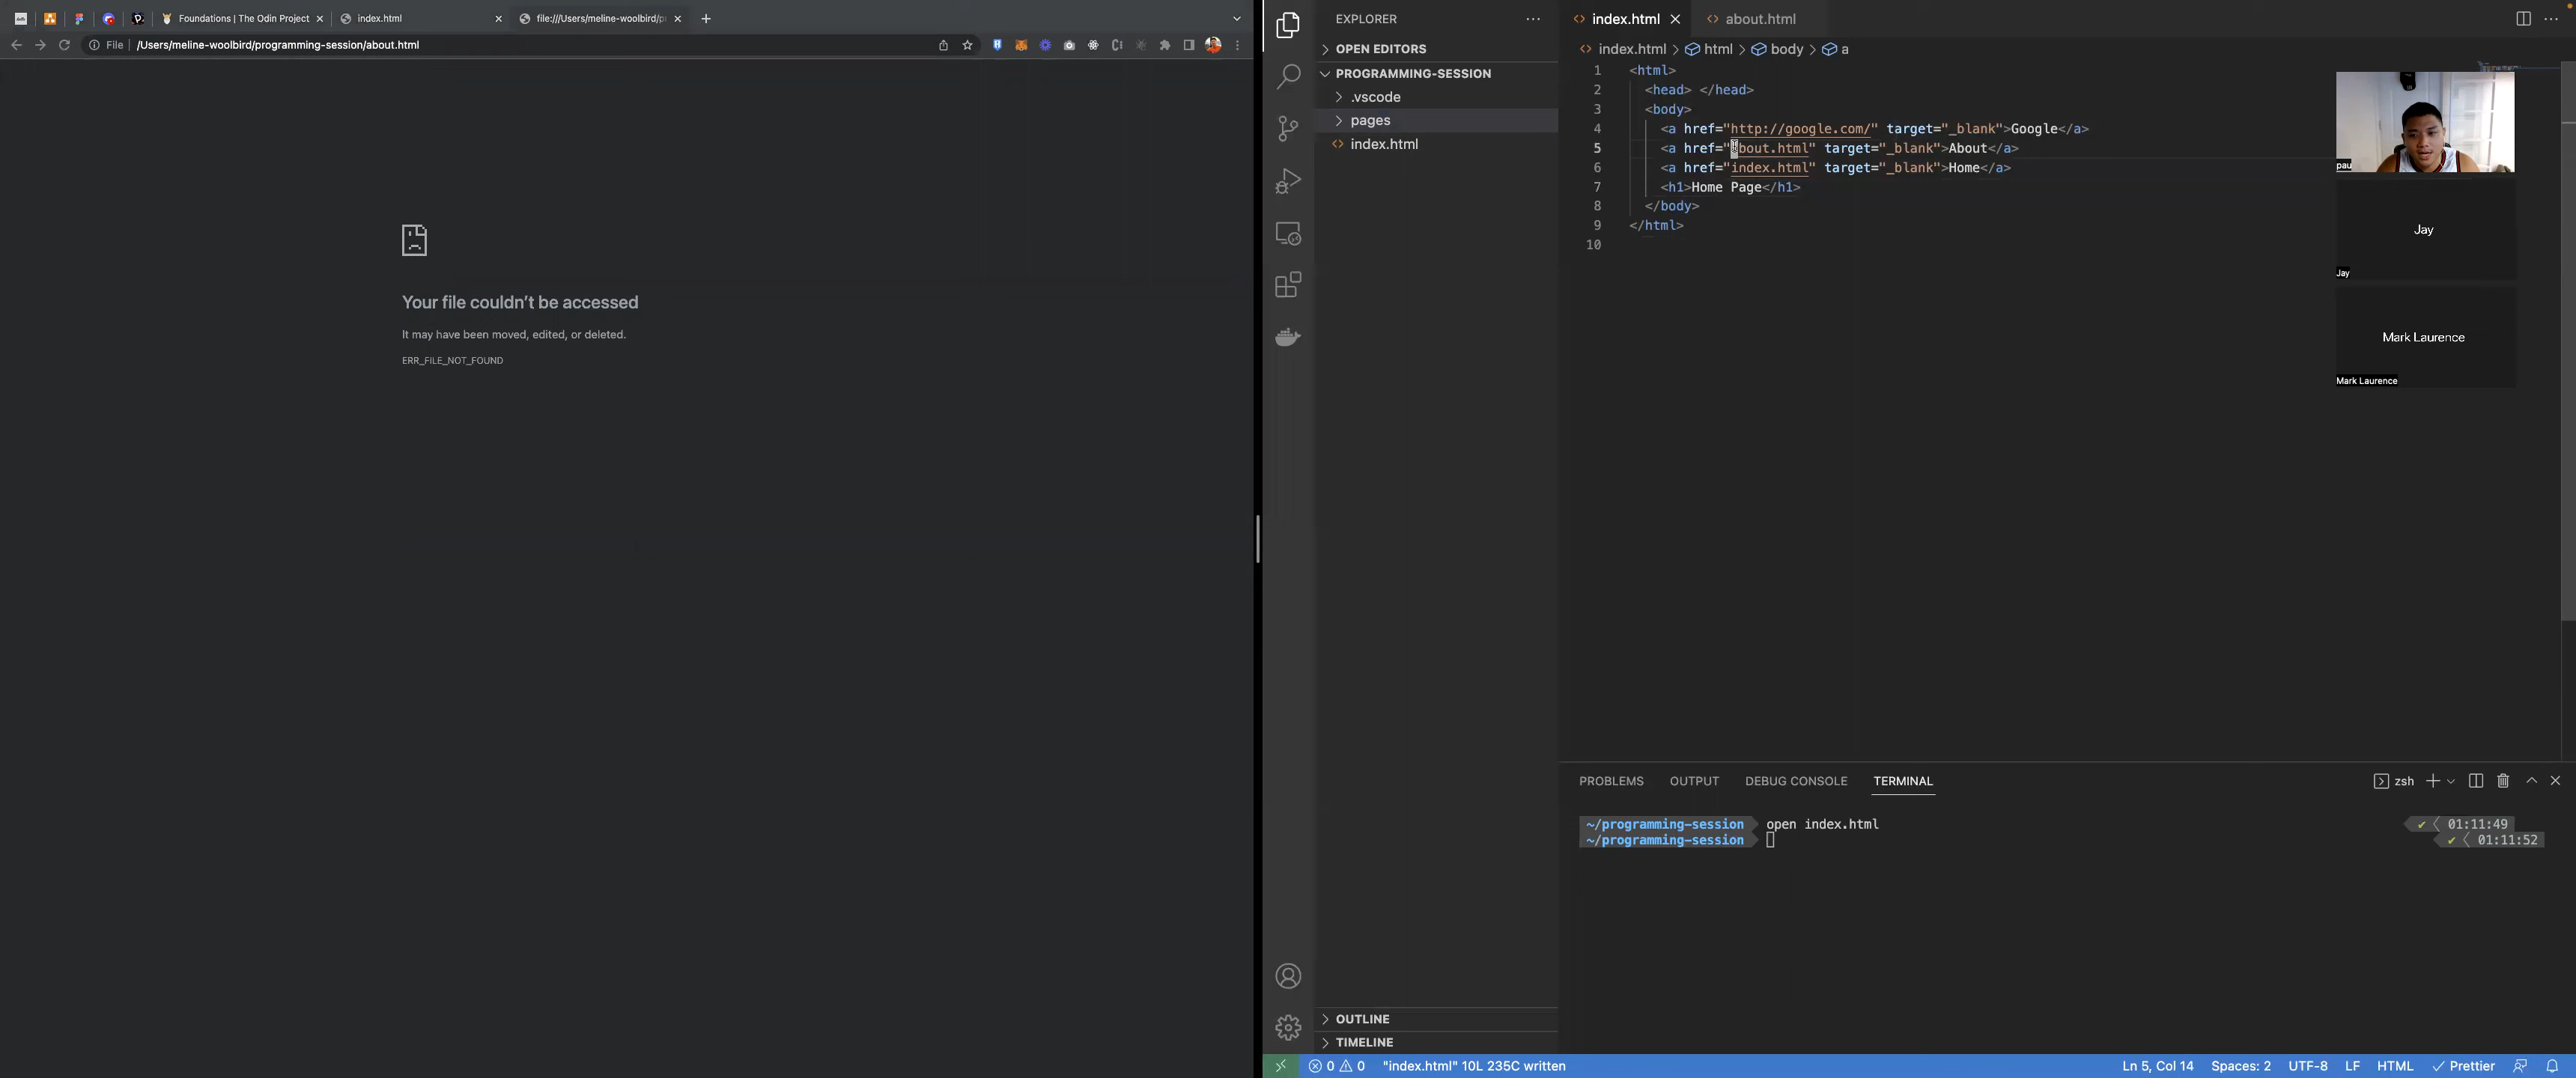 Foundations | The Odin Project
index.html
file:///Users/meline-woolbird/pr
File
/Users/meline-woolbird/programming-session/about.html
Your file couldn't be accessed
It may have been moved, edited, or deleted.
ERR_FILE_NOT_FOUND
EXPLORER
OPEN EDITORS
PROGRAMMING-SESSION
.vscode
pages
index.html
OUTLINE
TIMELINE
index.html
about.html
index.html > html > body > a
1 <html>
2 <head> </head>
3 <body>
4 <a href="http://google.com/" target="_blank">Google</a>
5 <a href="about.html" target="_blank">About</a>
6 <a href="index.html" target="_blank">Home</a>
7 <h1>Home Page</h1>
8 </body>
9 </html>
10
pau
Jay
Jay
Mark Laurence
Mark Laurence
PROBLEMS OUTPUT DEBUG CONSOLE TERMINAL
zsh
~/programming-session open index.html 01:11:49
~/programming-session 01:11:52
0 0 "index.html" 10L 235C written
Ln 5, Col 14 Spaces: 2 UTF-8 LF HTML Prettier